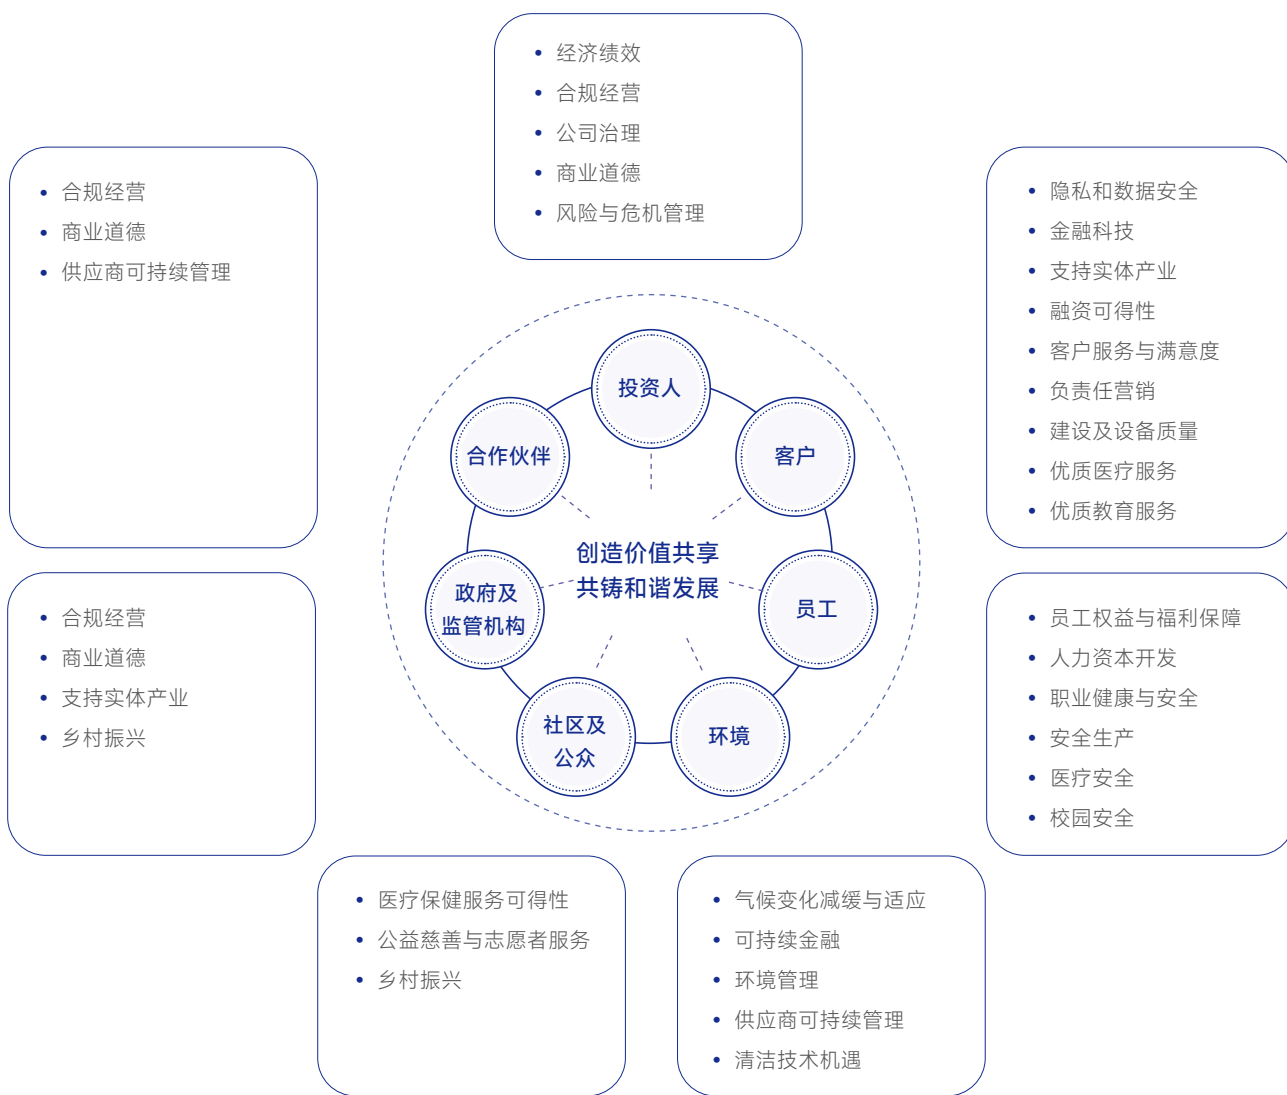 • 经济绩效
• 合规经营
• 公司治理
• 商业道德
• 风险与危机管理
• 合规经营
• 商业道德
• 供应商可持续管理
• 隐私和数据安全
• 金融科技
• 支持实体产业
• 融资可得性
• 客户服务与满意度
• 负责任营销
• 建设及设备质量
• 优质医疗服务
• 优质教育服务
投资人
合作伙伴
客户
创造价值共享
共铸和谐发展
政府及
监管机构
员工
社区及
公众
环境
• 合规经营
• 商业道德
• 支持实体产业
• 乡村振兴
• 员工权益与福利保障
• 人力资本开发
• 职业健康与安全
• 安全生产
• 医疗安全
• 校园安全
• 医疗保健服务可得性
• 公益慈善与志愿者服务
• 乡村振兴
• 气候变化减缓与适应
• 可持续金融
• 环境管理
• 供应商可持续管理
• 清洁技术机遇